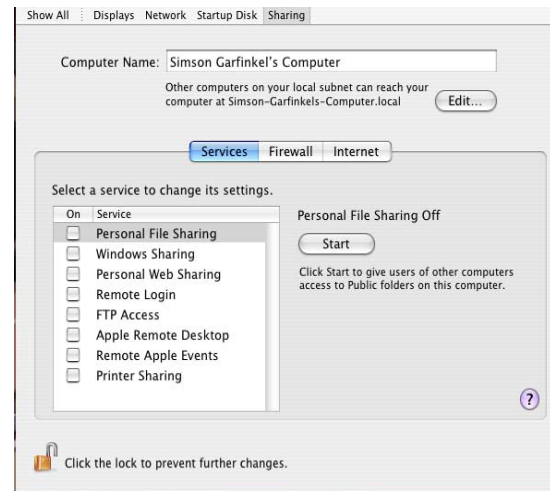 Show All Displays Network Startup Disk Sharing
Computer Name: Simson Garfinkel's Computer
Other computers on your local subnet can reach your
computer at Simson-Garfinkels-Computer.local
Edit...
Services Firewall Internet
Select a service to change its settings.
On Service
Personal File Sharing
Windows Sharing
Personal Web Sharing
Remote Login
FTP Access
Apple Remote Desktop
Remote Apple Events
Printer Sharing
Personal File Sharing Off
Start
Click Start to give users of other computers
access to Public folders on this computer.
?
Click the lock to prevent further changes.